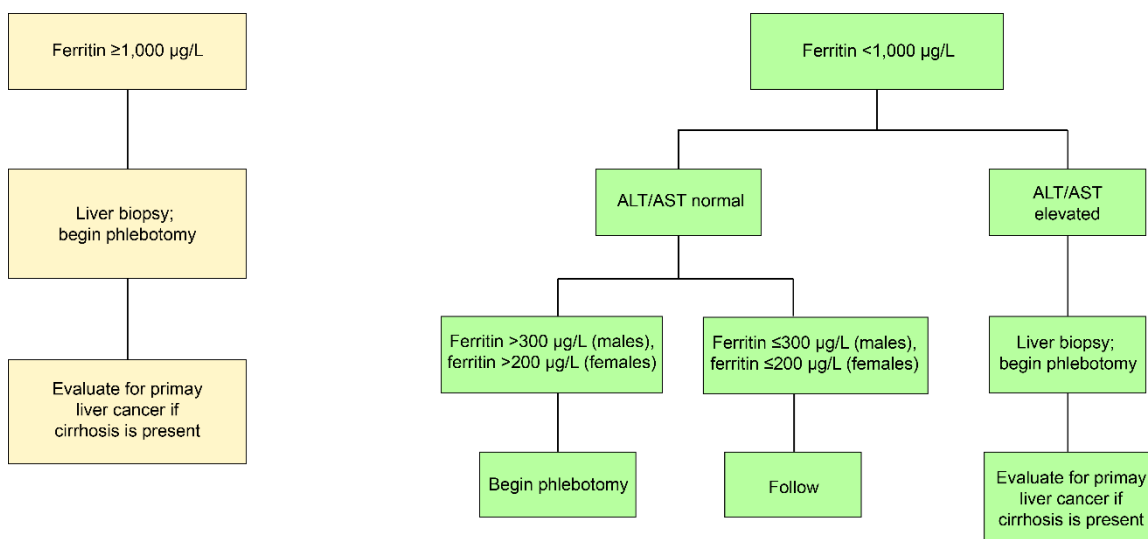 Ferritin ≥1,000 µg/L
Liver biopsy;
begin phlebotomy
Evaluate for primay
liver cancer if
cirrhosis is present
Ferritin <1,000 µg/L
ALT/AST normal
ALT/AST
elevated
Ferritin >300 µg/L (males),
ferritin >200 µg/L (females)
Ferritin ≤300 µg/L (males),
ferritin ≤200 µg/L (females)
Liver biopsy;
begin phlebotomy
Begin phlebotomy
Follow
Evaluate for primay
liver cancer if
cirrhosis is present